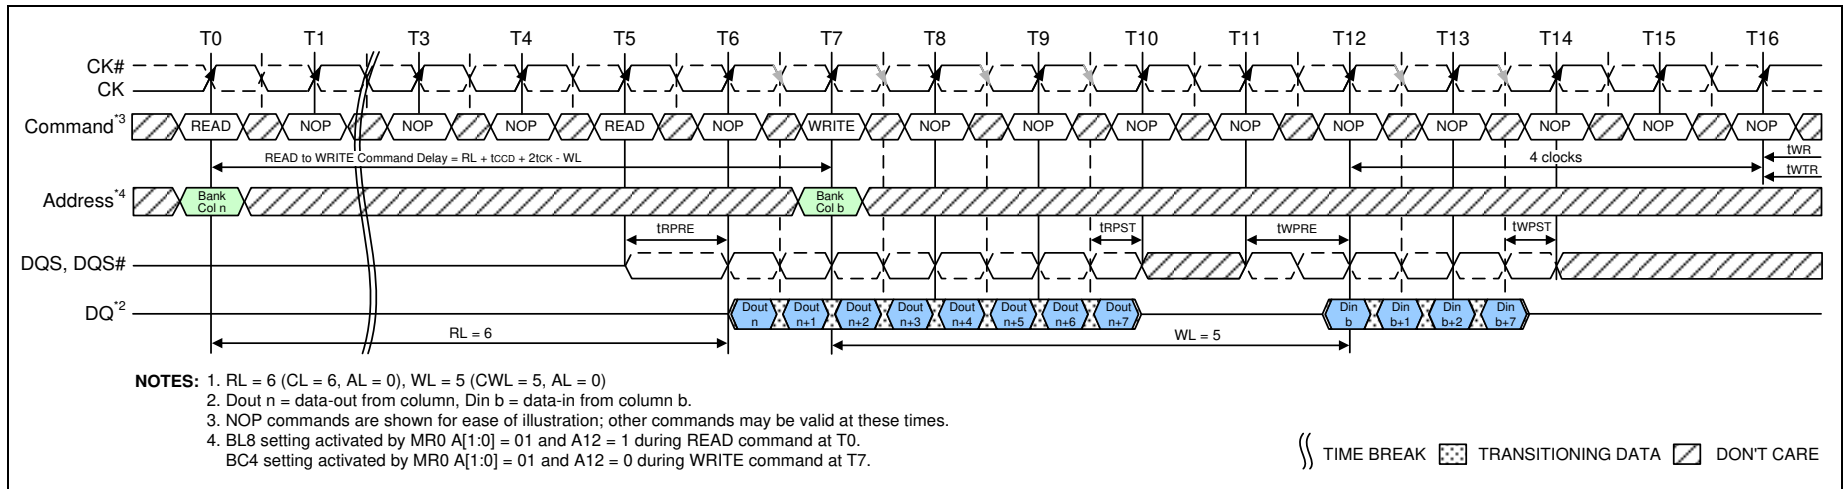 T0 T1 T3 T4 T5 T6 T7 T8 T9 T10 T11 T12 T13 T14 T15 T16
CK#
CK
Command*3 READ NOP NOP NOP READ NOP WRITE NOP NOP NOP NOP NOP NOP NOP NOP NOP
READ to WRITE Command Delay = RL + tCCD + 2tCK - WL 4 clocks tWR
tWTR
Address*4 Bank Col n Bank Col b
tRPRE tRPST tWPRE tWPST
DQS, DQS#
DQ*2 Dout n Dout n+1 Dout n+2 Dout n+3 Dout n+4 Dout n+5 Dout n+6 Dout n+7 Din b Din b+1 Din b+2 Din b+7
RL = 6 WL = 5
NOTES: 1. RL = 6 (CL = 6, AL = 0), WL = 5 (CWL = 5, AL = 0)
2. Dout n = data-out from column, Din b = data-in from column b.
3. NOP commands are shown for ease of illustration; other commands may be valid at these times.
4. BL8 setting activated by MR0 A[1:0] = 01 and A12 = 1 during READ command at T0.
BC4 setting activated by MR0 A[1:0] = 01 and A12 = 0 during WRITE command at T7.
TIME BREAK TRANSITIONING DATA DON'T CARE